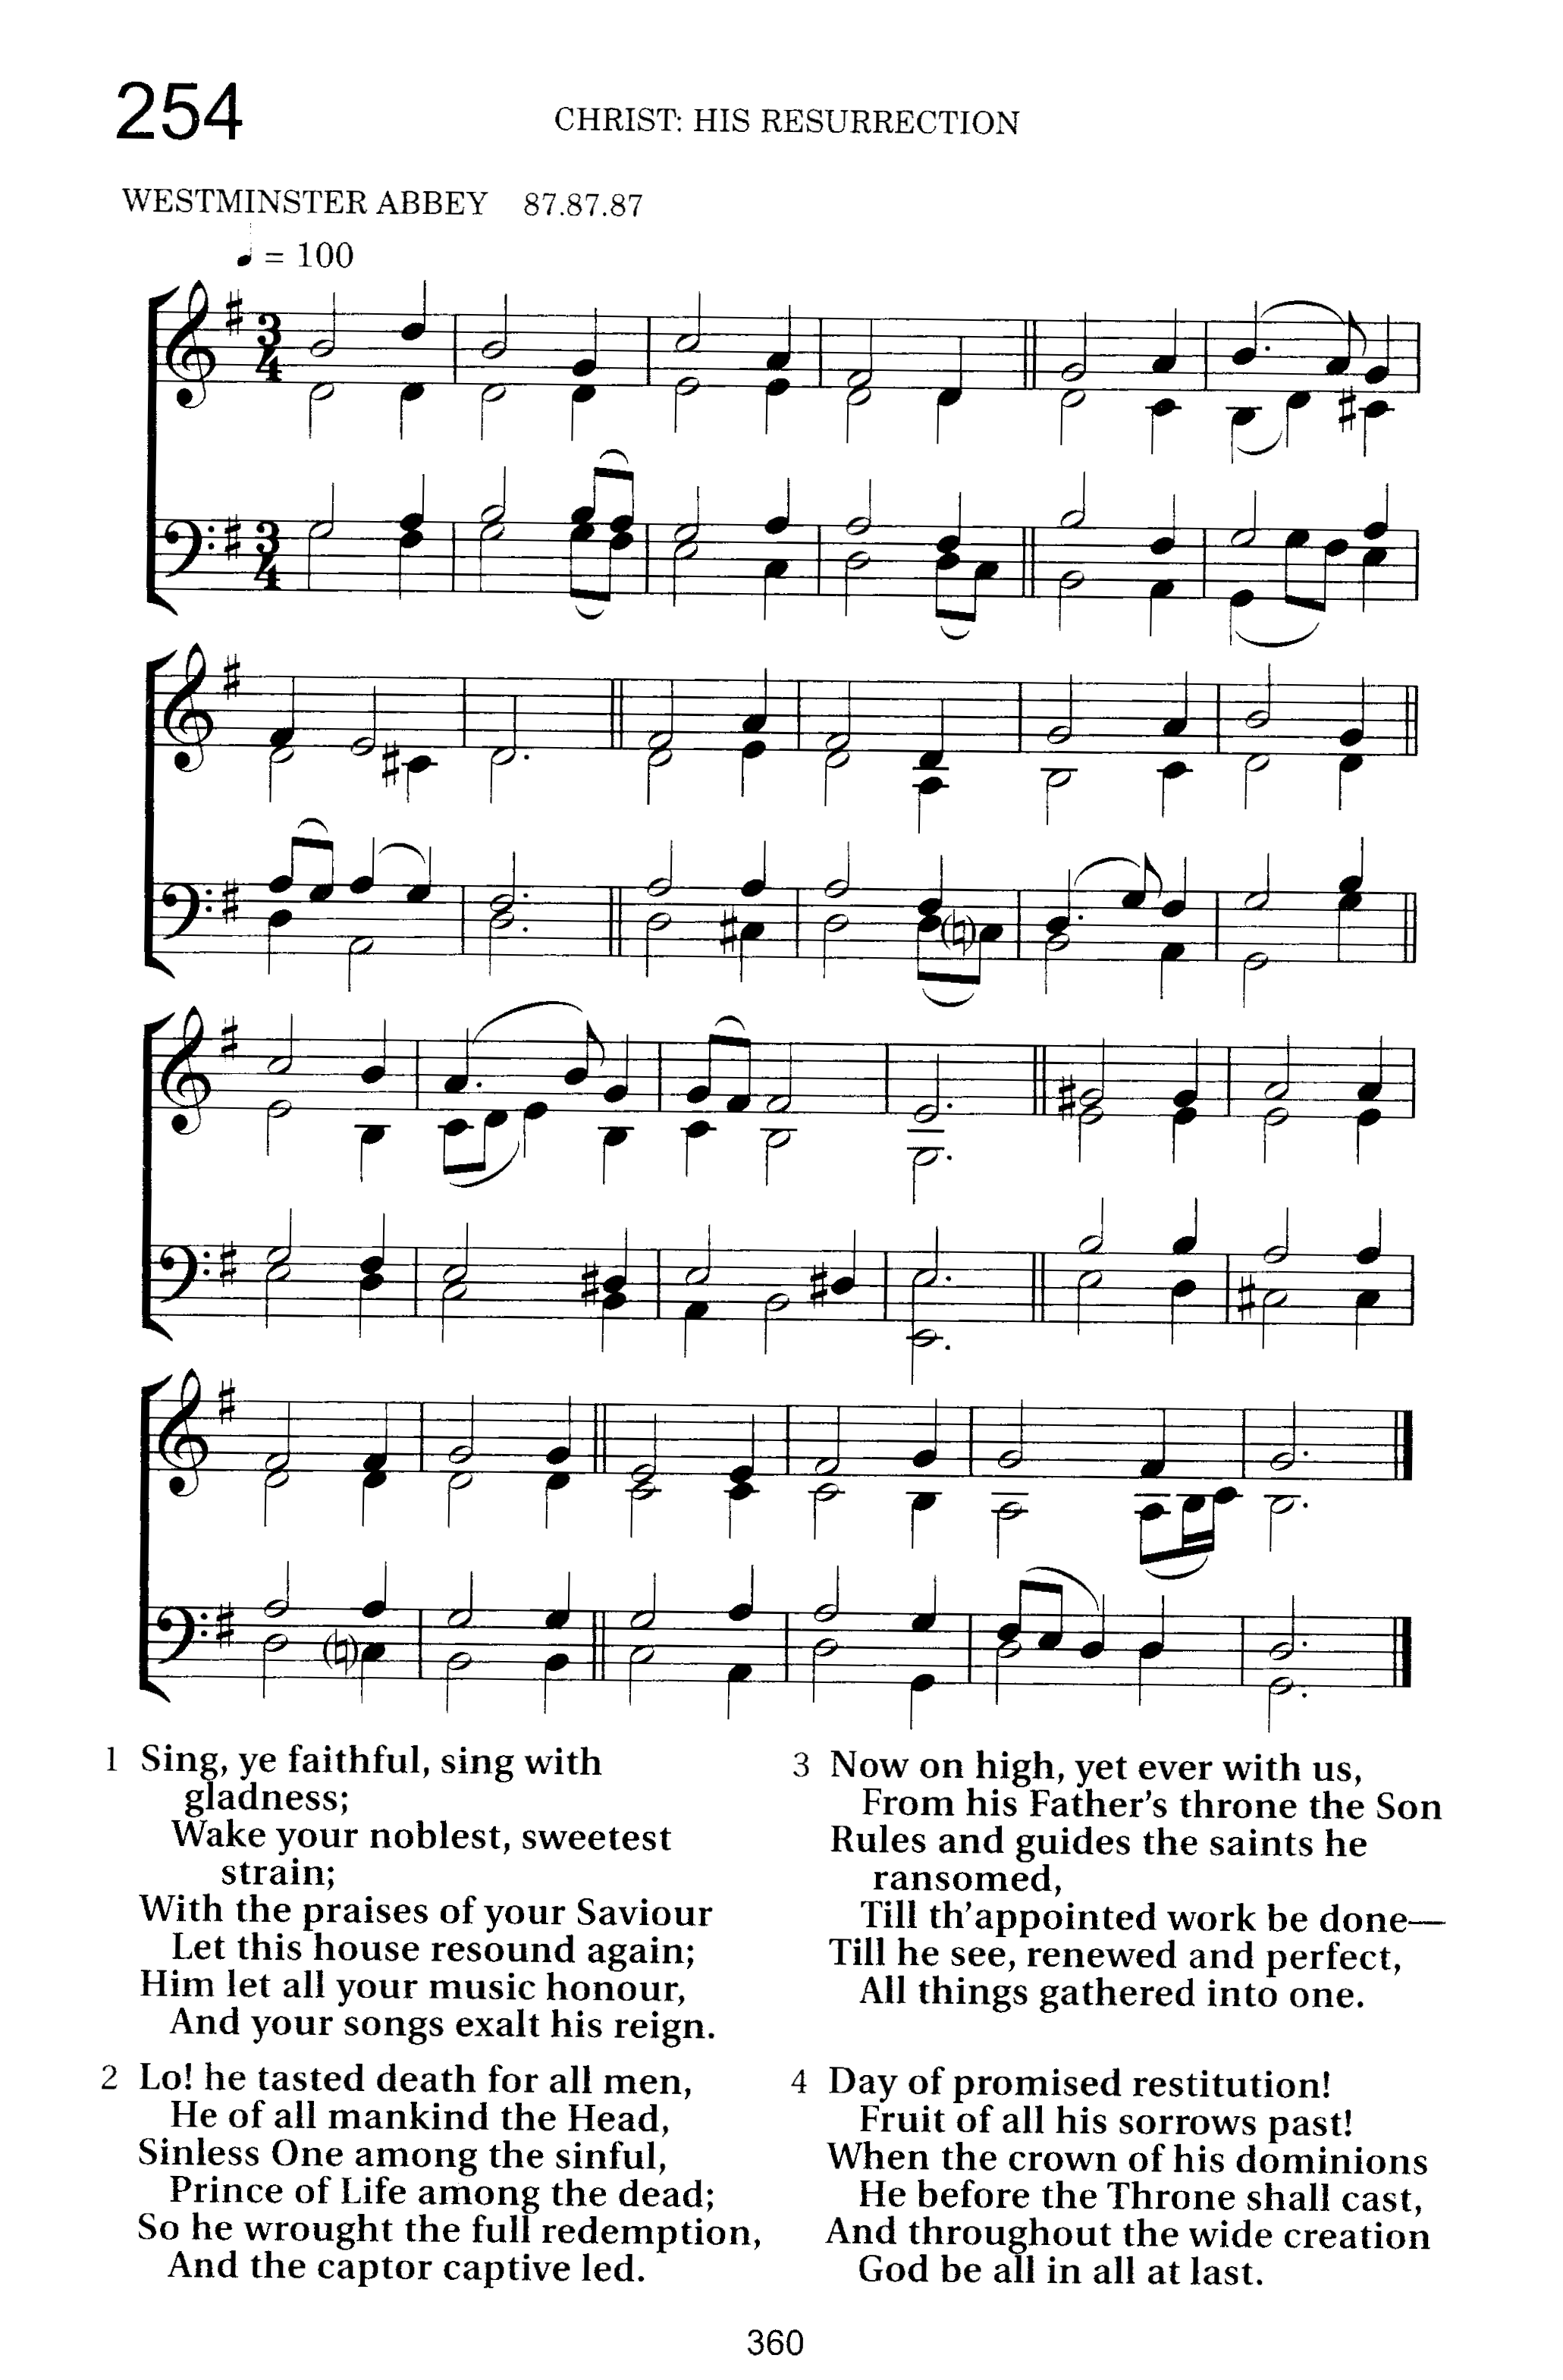 254
CHRIST: HIS RESURRECTION
WESTMINSTER ABBEY 87.87.87
♩ = 100
1 Sing, ye faithful, sing with
gladness;
Wake your noblest, sweetest
strain;
With the praises of your Saviour
Let this house resound again;
Him let all your music honour,
And your songs exalt his reign.
2 Lo! he tasted death for all men,
He of all mankind the Head,
Sinless One among the sinful,
Prince of Life among the dead;
So he wrought the full redemption,
And the captor captive led.
3 Now on high, yet ever with us,
From his Father's throne the Son
Rules and guides the saints he
ransomed,
Till th'appointed work be done—
Till he see, renewed and perfect,
All things gathered into one.
4 Day of promised restitution!
Fruit of all his sorrows past!
When the crown of his dominions
He before the Throne shall cast,
And throughout the wide creation
God be all in all at last.
360